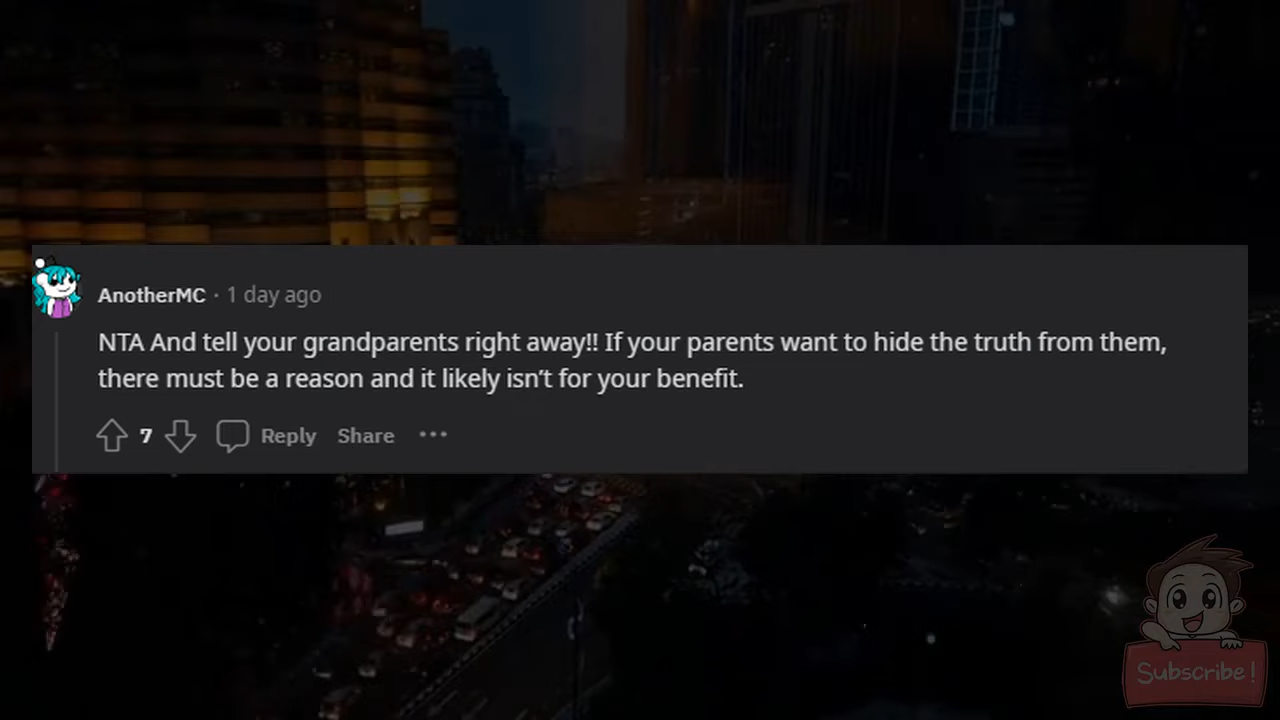 AnotherMC · 1 day ago
NTA And tell your grandparents right away!! If your parents want to hide the truth from them,
there must be a reason and it likely isn't for your benefit.
7 Reply Share ···
Subscribe!